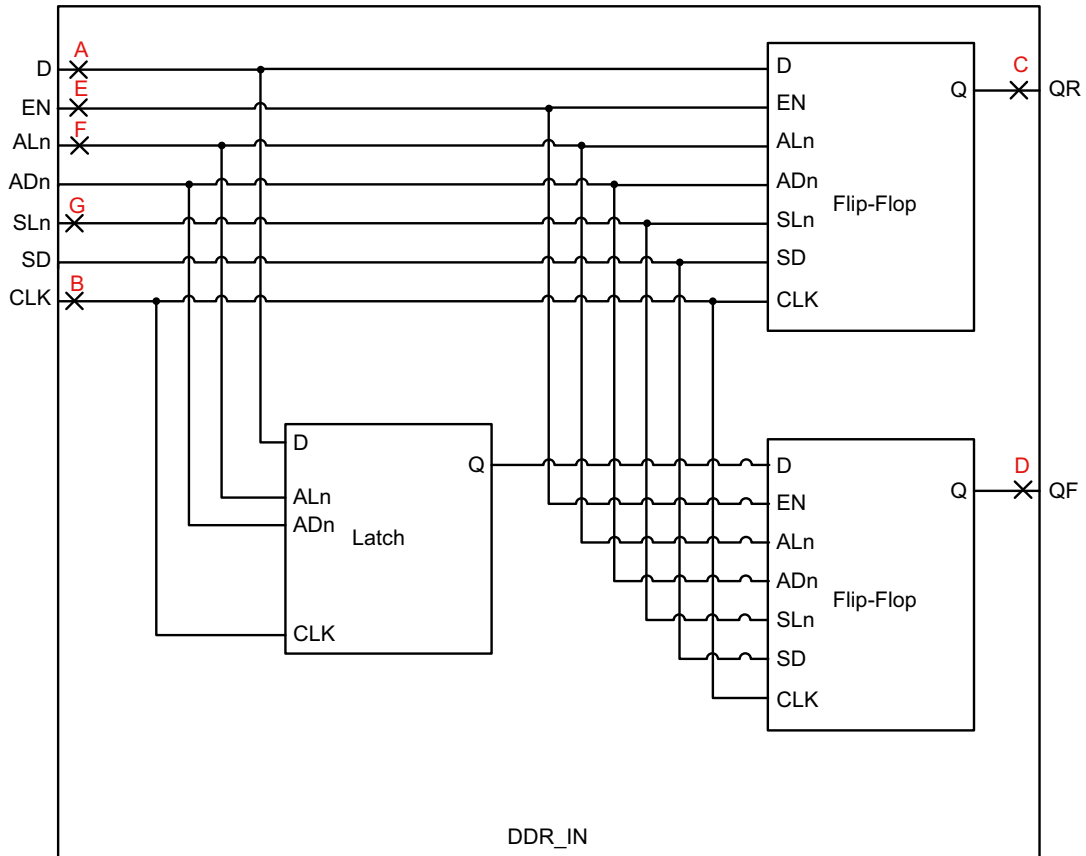 A
D
E
EN
F
ALn
ADn
G
SLn
SD
B
CLK
D
EN
ALn
ADn
Flip-Flop
SLn
SD
CLK
Q
C
QR
D
ALn
ADn
Latch
CLK
Q
D
EN
ALn
ADn
Flip-Flop
SLn
SD
CLK
Q
D
QF
DDR_IN